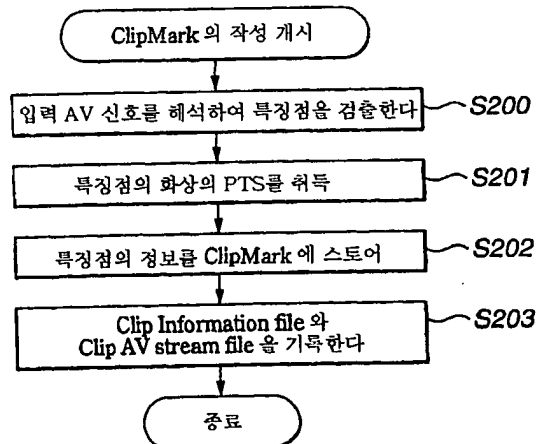 ClipMark 의 작성 개시
입력 AV 신호를 해석하여 특징점을 검출한다
S200
특징점의 화상의 PTS를 취득
S201
특징점의 정보를 ClipMark 에 스토어
S202
Clip Information file 와
Clip AV stream file 을 기록한다
S203
종료